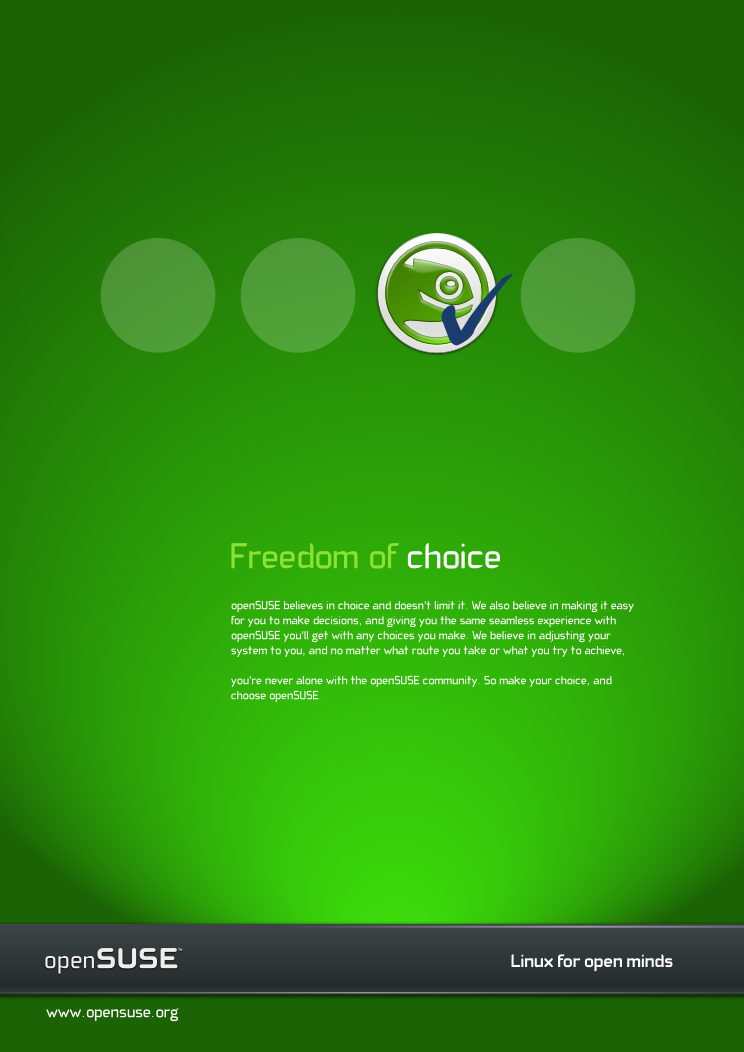 Freedom of choice
openSUSE believes in choice and doesn't limit it. We also believe in making it easy
for you to make decisions, and giving you the same seamless experience with
openSUSE you'll get with any choices you make. We believe in adjusting your
system to you, and no matter what route you take or what you try to achieve,
you're never alone with the openSUSE community. So make your choice, and
choose openSUSE.
openSUSE™
Linux for open minds
www.opensuse.org